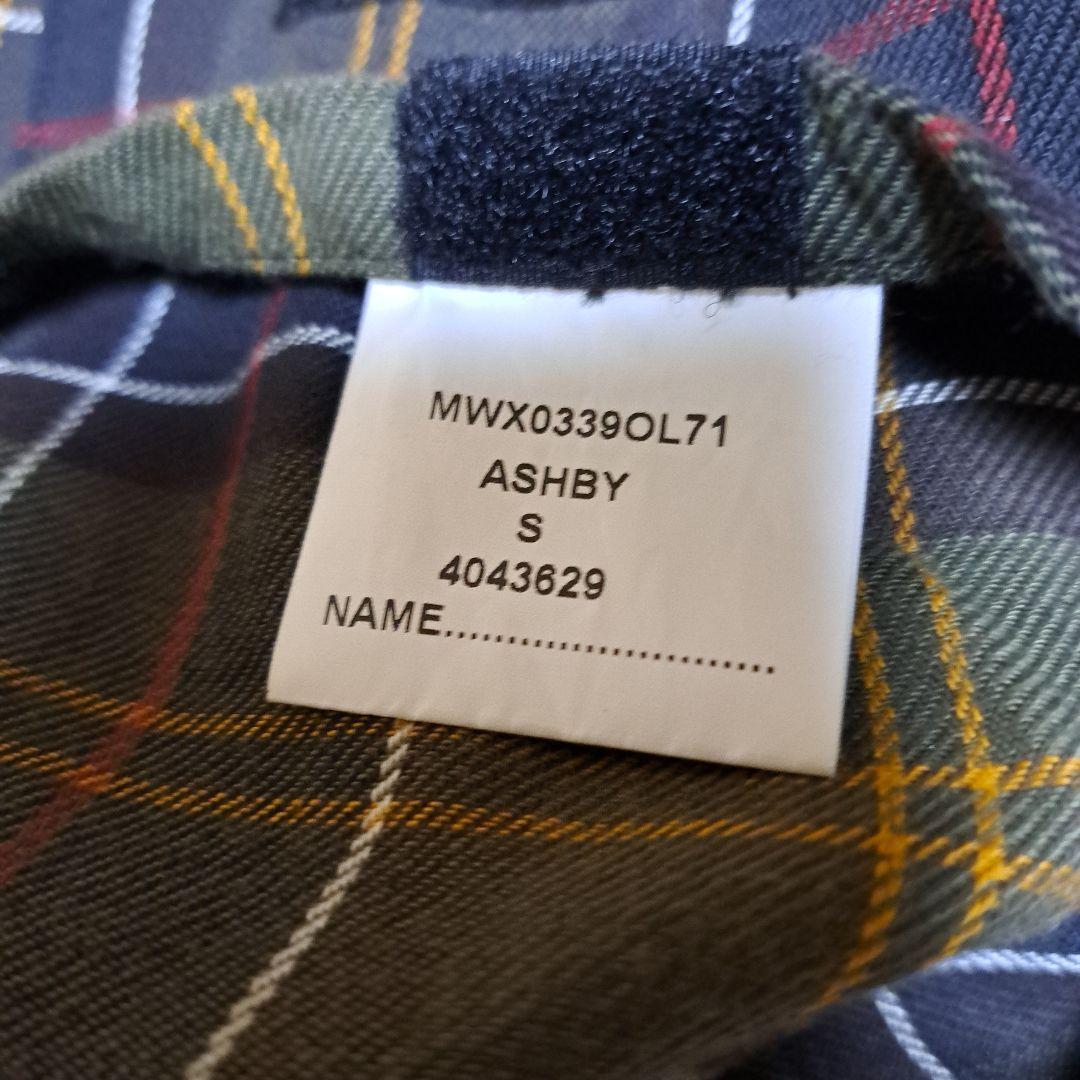 MWX0339OL71
ASHBY
S
4043629
NAME..........................